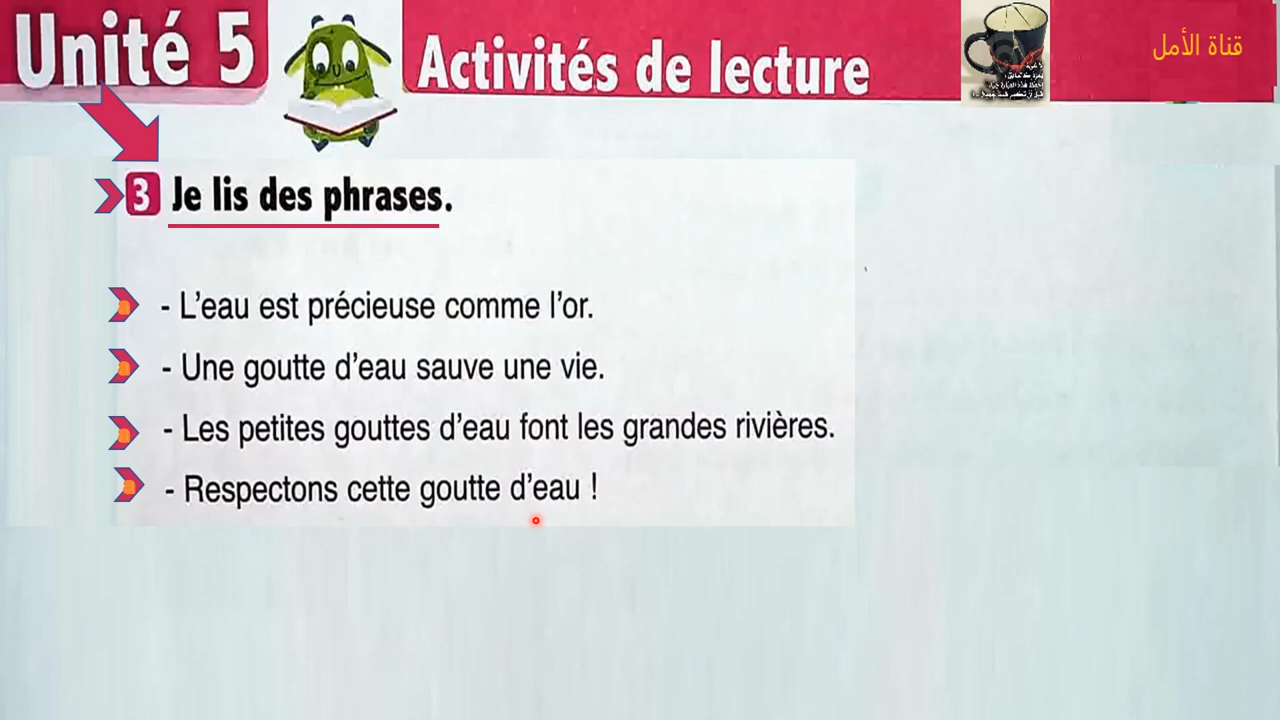 Unité 5
Activités de lecture
قناة الأمل
3 Je lis des phrases.
- L'eau est précieuse comme l'or.
- Une goutte d'eau sauve une vie.
- Les petites gouttes d'eau font les grandes rivières.
- Respectons cette goutte d'eau !